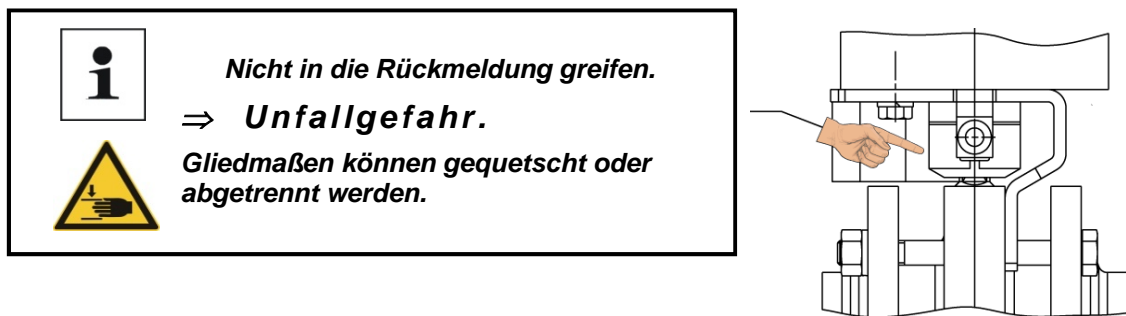 Nicht in die Rückmeldung greifen.
⇒ Unfallgefahr.
Gliedmaßen können gequetscht oder
abgetrennt werden.